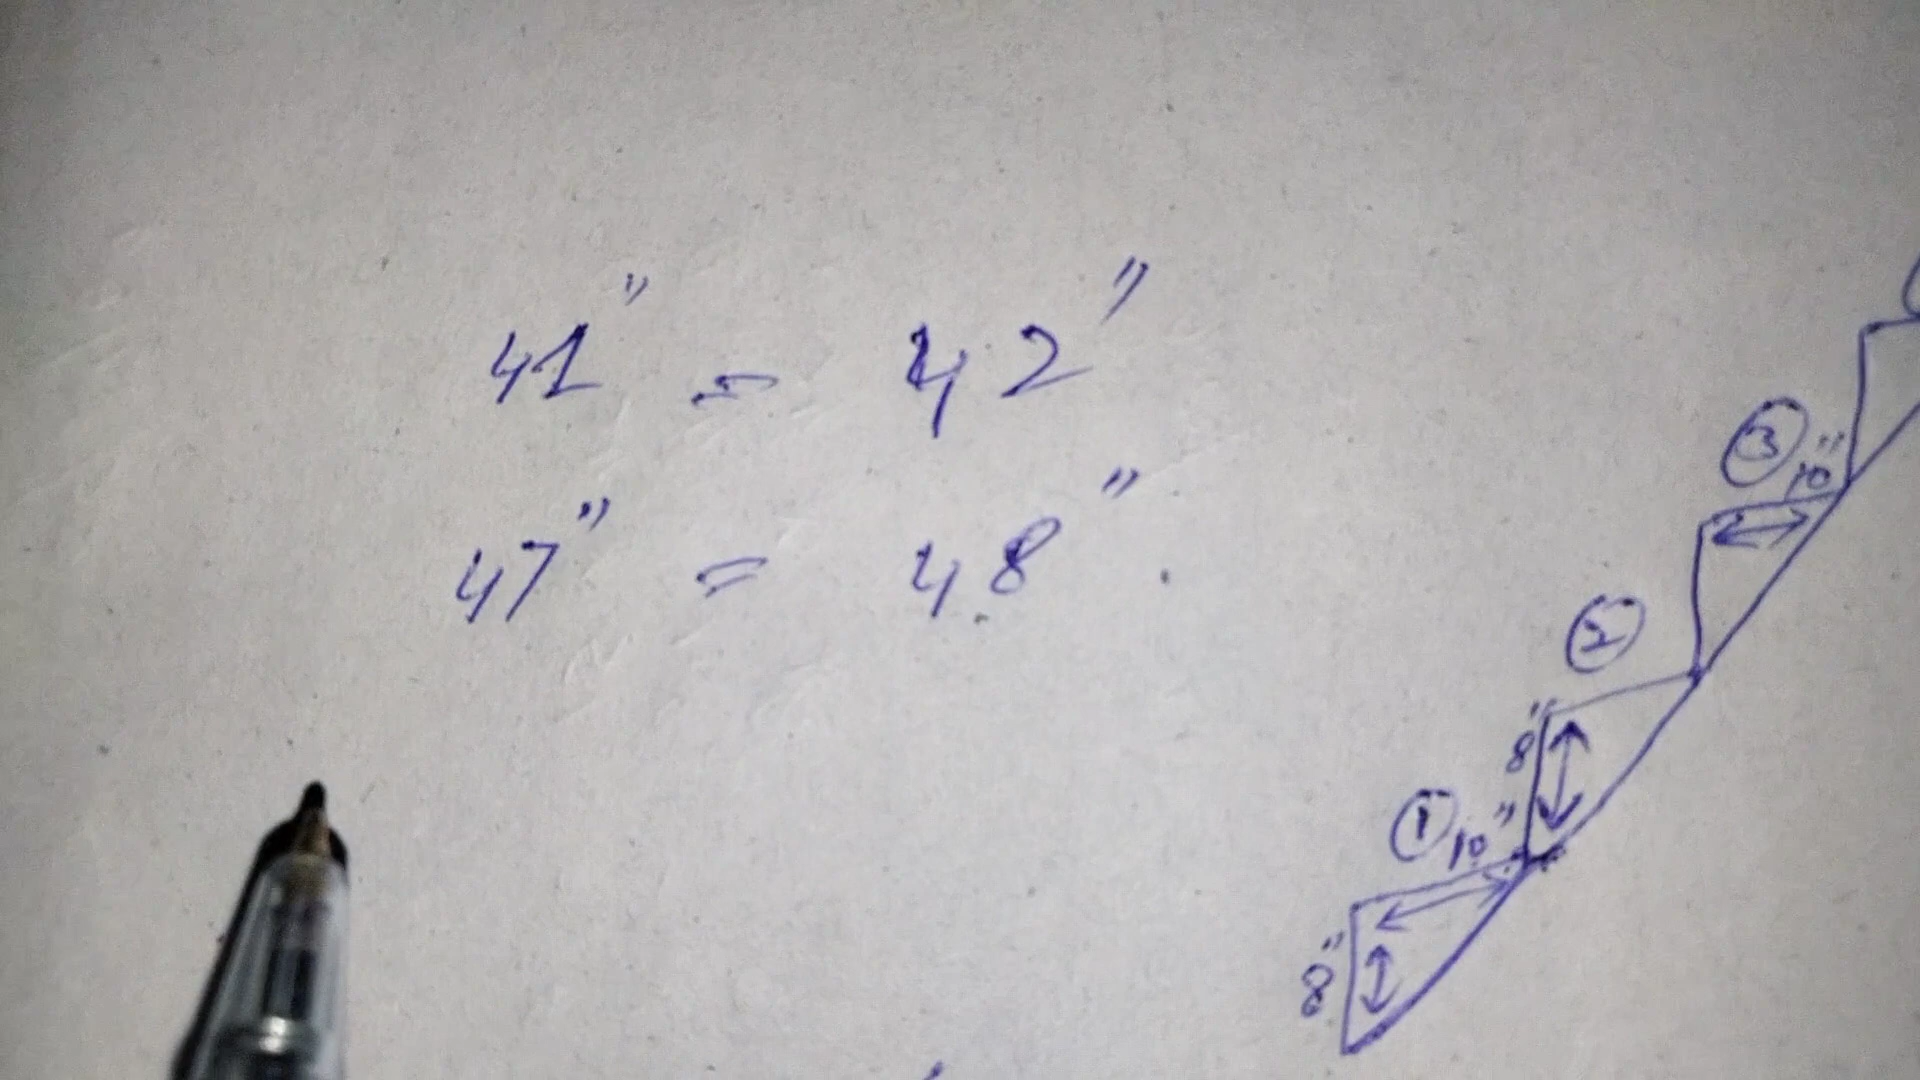 41" = 42"
47" = 48"
③ 10"
②
8"
① 10"
8"